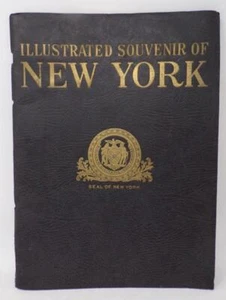 ILLUSTRATED SOUVENIR OF
NEW YORK
SEAL OF NEW YORK